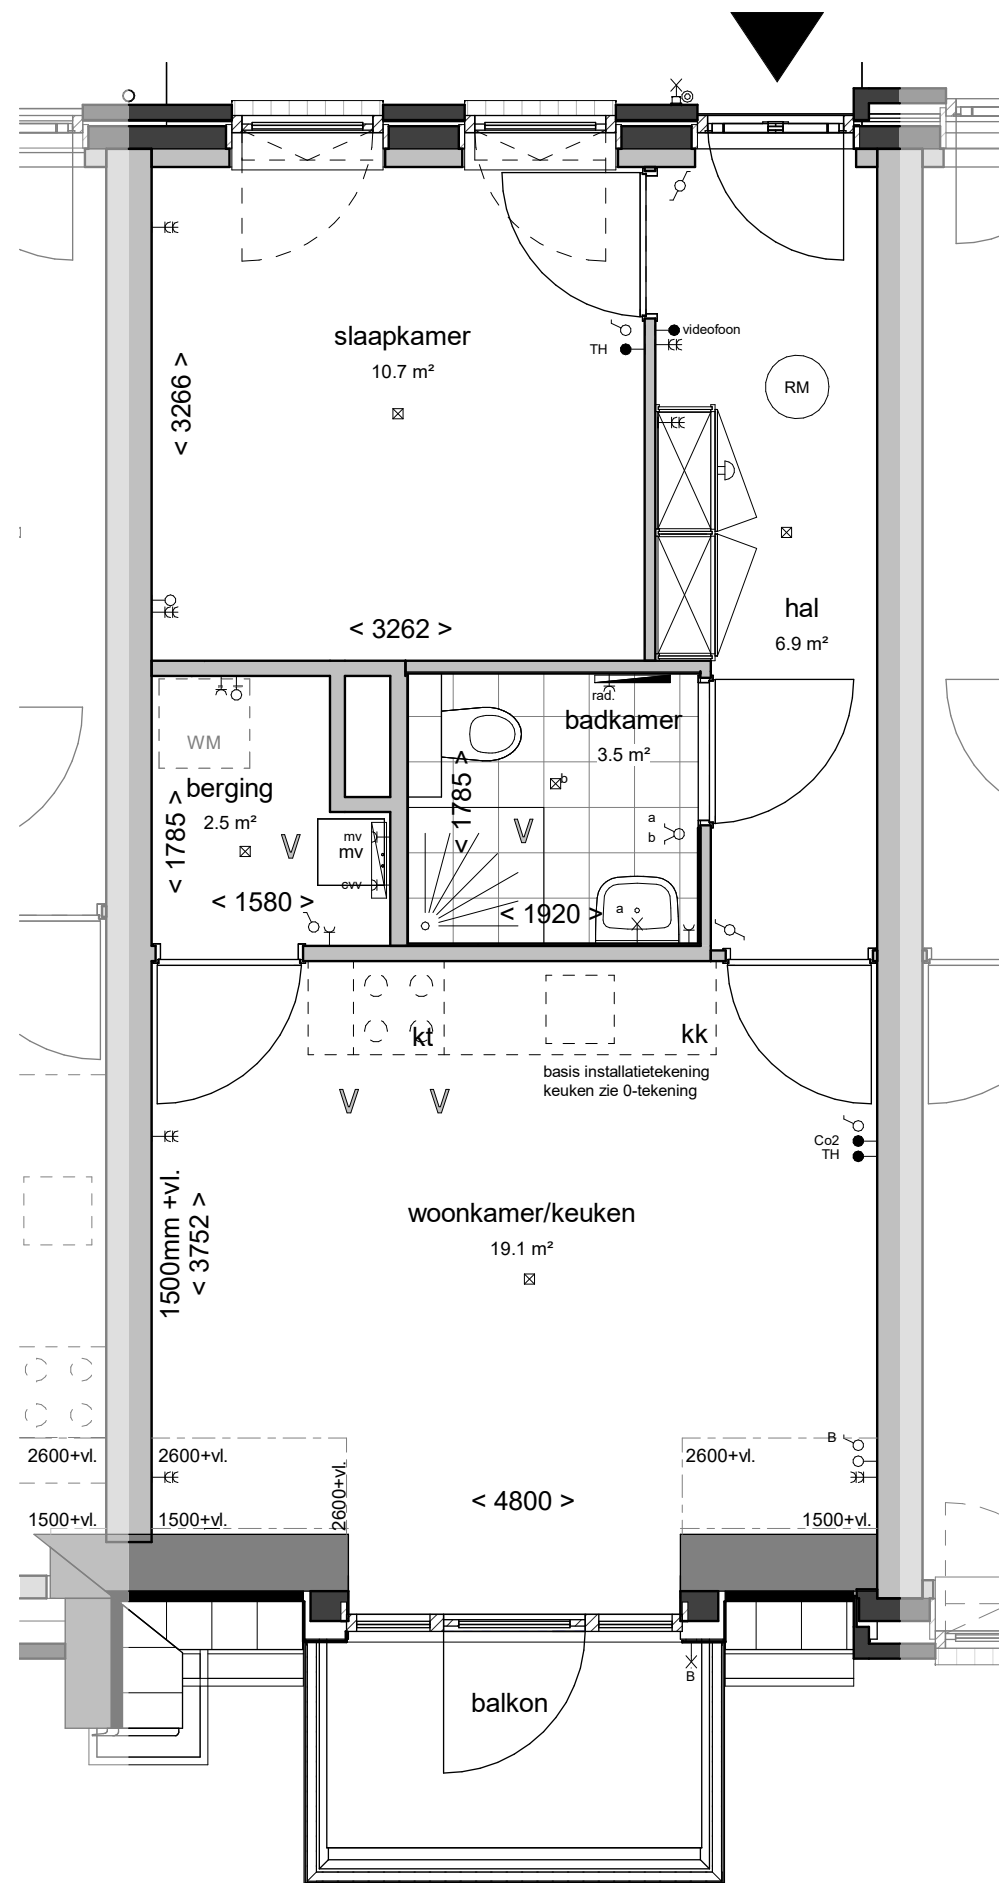 slaapkamer
10.7 m²
< 3266 >
TH
videofoon
RM
< 3262 >
hal
6.9 m²
WM
berging
2.5 m²
< 1785 >
< 1580 >
mv
mv
cvv
rad.
badkamer
3.5 m²
< 1785 >
b
a
b
a
< 1920 >
kt
kk
basis installatietekening
keuken zie 0-tekening
Co2
TH
1500mm +vl.
< 3752 >
woonkamer/keuken
19.1 m²
B
2600+vl.
2600+vl.
2600+vl.
2600+vl.
< 4800 >
1500+vl.
1500+vl.
1500+vl.
B
balkon